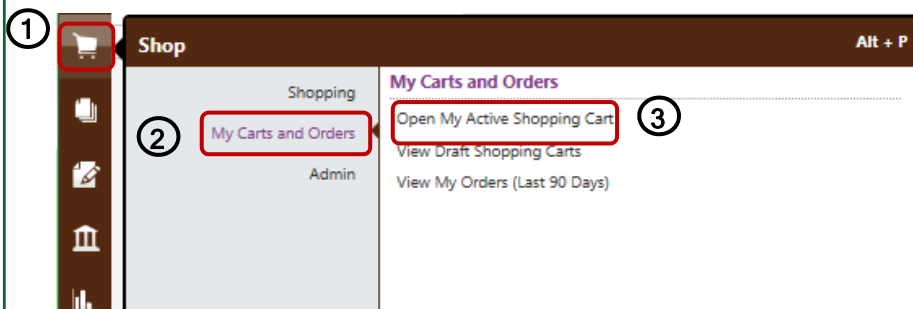 1
Shop
Alt + P
Shopping
2
My Carts and Orders
Admin
My Carts and Orders
Open My Active Shopping Cart
3
View Draft Shopping Carts
View My Orders (Last 90 Days)